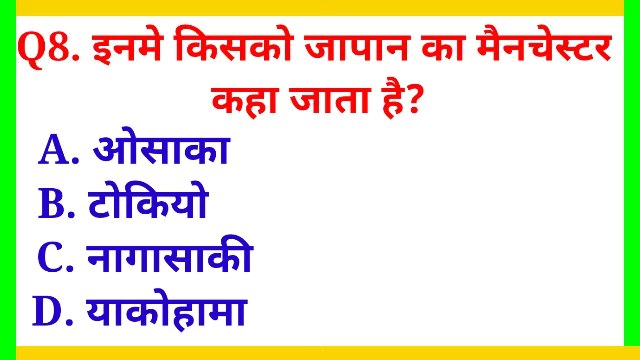 Q8. इनमे किसको जापान का मैनचेस्टर
कहा जाता है?
A. ओसाका
B. टोकियो
C. नागासाकी
D. याकोहामा